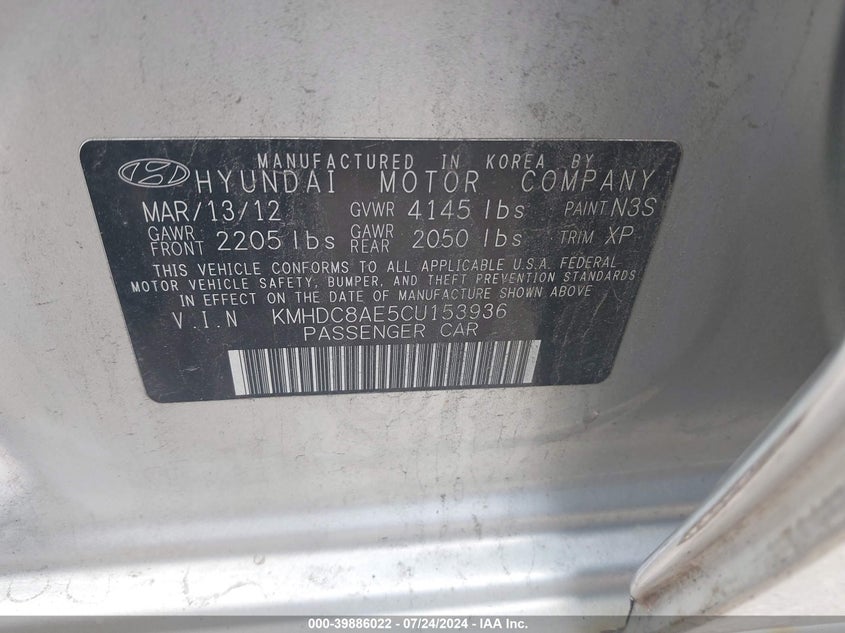 MANUFACTURED IN KOREA BY
HYUNDAI MOTOR COMPANY
MAR/13/12 GVWR 4145 lbs PAINT N3S
GAWR FRONT 2205 lbs GAWR REAR 2050 lbs TRIM XP
THIS VEHICLE CONFORMS TO ALL APPLICABLE U.S.A. FEDERAL
MOTOR VEHICLE SAFETY, BUMPER, AND THEFT PREVENTION STANDARDS
IN EFFECT ON THE DATE OF MANUFACTURE SHOWN ABOVE
V.I.N KMHDC8AE5CU153936
PASSENGER CAR
000-39886022 - 07/24/2024 - IAA Inc.